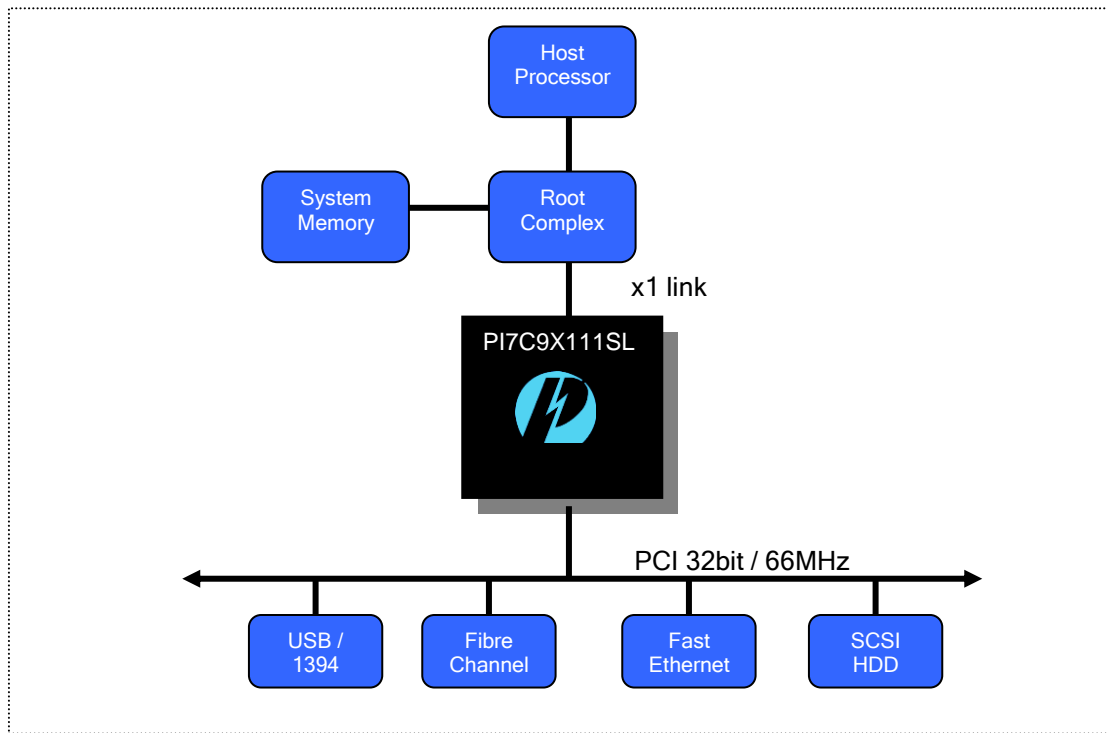 Host
Processor
System
Memory
Root
Complex
x1 link
PI7C9X111SL
PCI 32bit / 66MHz
USB /
1394
Fibre
Channel
Fast
Ethernet
SCSI
HDD